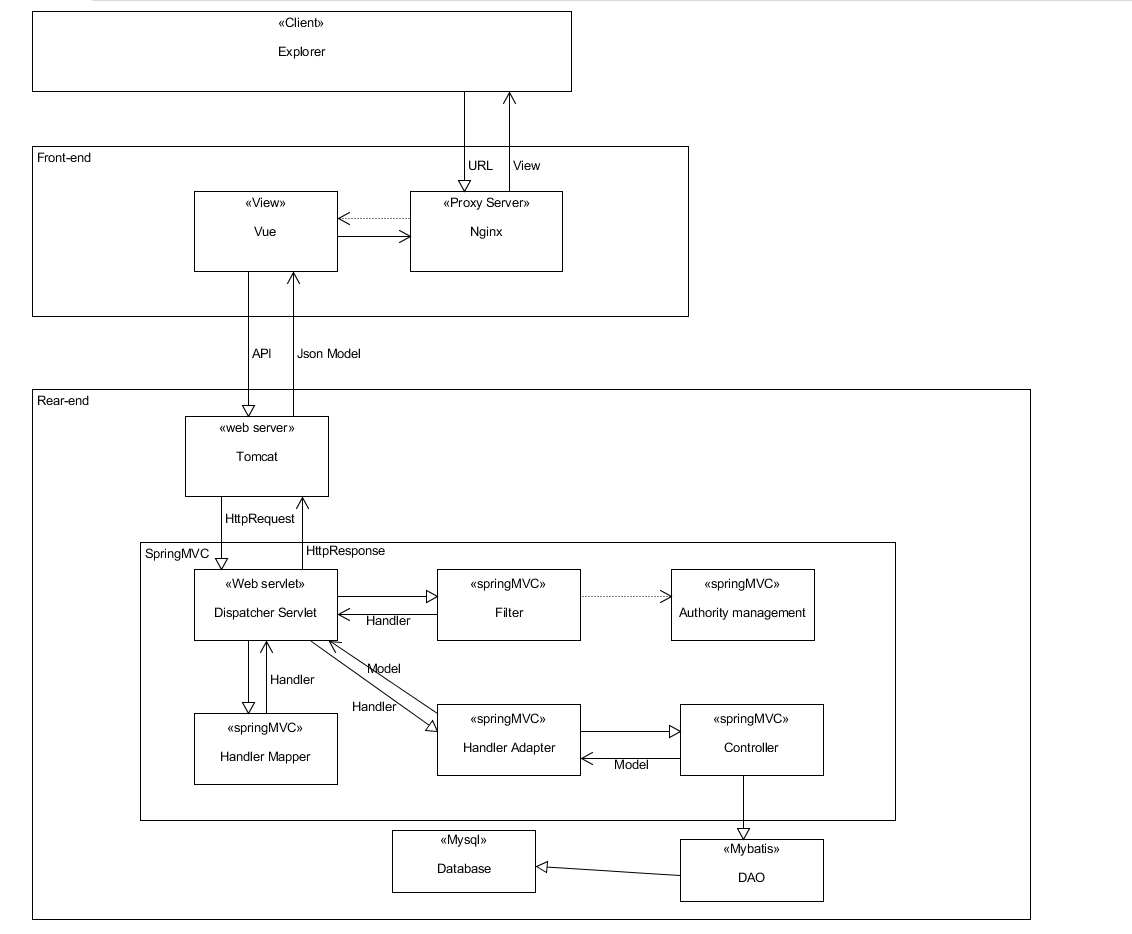 «Client»
Explorer
Front-end
URL
View
«View»
Vue
«Proxy Server»
Nginx
API
Json Model
Rear-end
«web server»
Tomcat
HttpRequest
SpringMVC
HttpResponse
«Web servlet»
Dispatcher Servlet
«springMVC»
Filter
«springMVC»
Authority management
Handler
Model
Handler
Handler
«springMVC»
Handler Mapper
«springMVC»
Handler Adapter
«springMVC»
Controller
Model
«Mysql»
Database
«Mybatis»
DAO